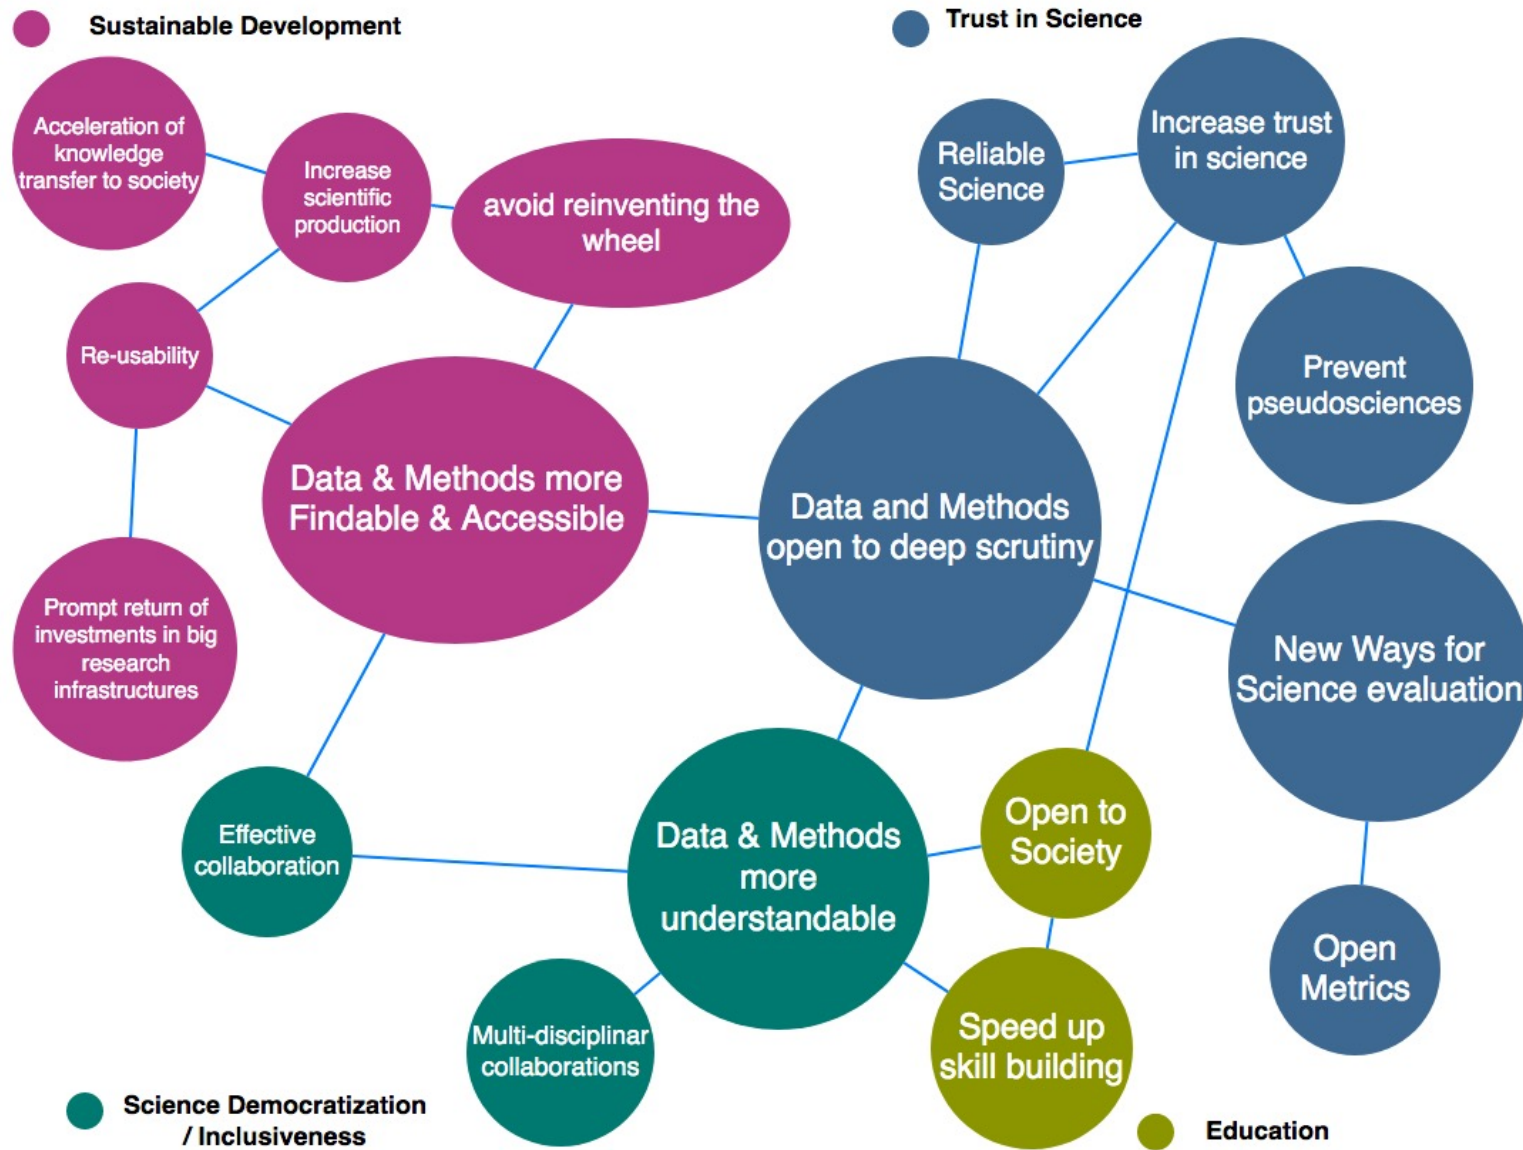 Sustainable Development
Trust in Science
Acceleration of
knowledge
transfer to society
Increase
scientific
production
avoid reinventing the
wheel
Reliable
Science
Increase trust
in science
Re-usability
Prevent
pseudosciences
Data & Methods more
Findable & Accessible
Data and Methods
open to deep scrutiny
Prompt return of
investments in big
research
infrastructures
New Ways for
Science evaluation
Effective
collaboration
Data & Methods
more
understandable
Open to
Society
Open
Metrics
Multi-disciplinar
collaborations
Speed up
skill building
Science Democratization
/ Inclusiveness
Education